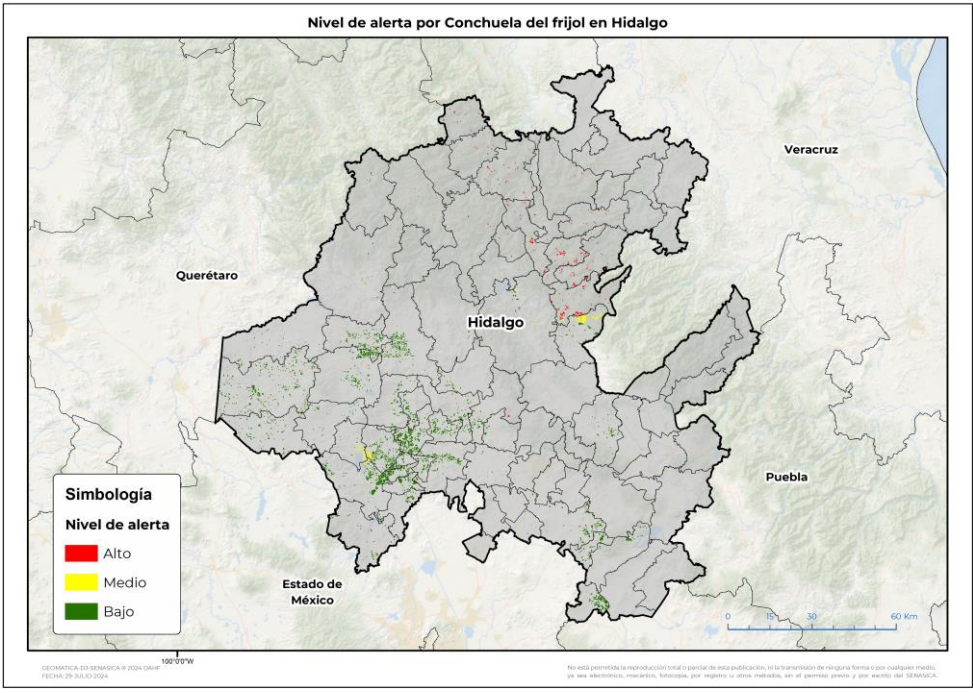 Nivel de alerta por Conchuela del frijol en Hidalgo
Veracruz
Querétaro
Hidalgo
Puebla
Estado de
México
Simbología
Nivel de alerta
Alto
Medio
Bajo
0 15 30 60 Km
100°0'0"W
GEOMATICA-EJ-SENASICA © 2024 DAHF
FECHA: 29-JULIO-2024
No está permitida la reproducción total o parcial de esta publicación, ni la transmisión de ninguna forma o por cualquier medio,
ya sea electrónico, mecánico, fotocopia, por registro u otros métodos, sin el permiso previo y por escrito del SENASICA.